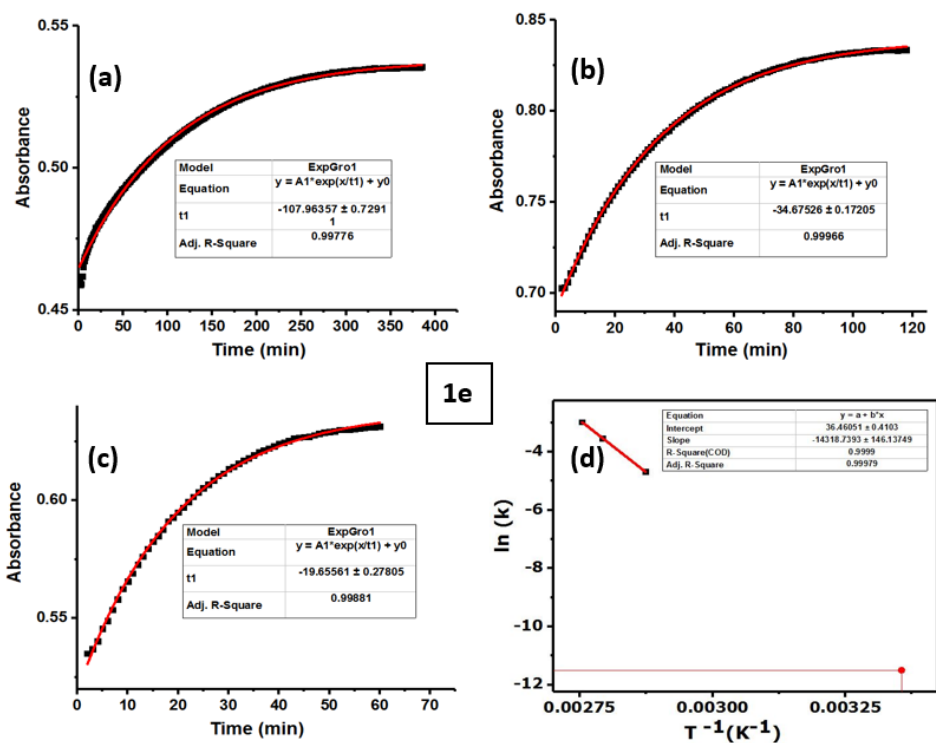 (a)
0.55
0.50
0.45
Absorbance
0 50 100 150 200 250 300 350 400
Time (min)
Model ExpGro1
Equation y = A1*exp(x/t1) + y0
t1 -107.96357 ± 0.7291
1
Adj. R-Square 0.99776
(b)
0.85
0.80
0.75
0.70
Absorbance
0 20 40 60 80 100 120
Time (min)
Model ExpGro1
Equation y = A1*exp(x/t1) + y0
t1 -34.67526 ± 0.17205
Adj. R-Square 0.99966
1e
(c)
0.60
0.55
Absorbance
0 10 20 30 40 50 60 70
Time (min)
Model ExpGro1
Equation y = A1*exp(x/t1) + y0
t1 -19.65561 ± 0.27805
Adj. R-Square 0.99881
(d)
-4
-6
-8
-10
-12
ln (k)
0.00275 0.00300 0.00325
T -1(K-1)
Equation y = a + b*x
Intercept 36.46051 ± 0.4103
Slope -14318.7393 ± 146.13749
R-Square(COD) 0.9999
Adj. R-Square 0.99979